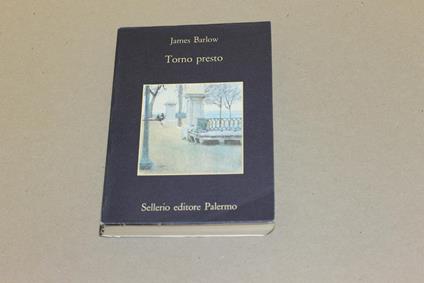 James Barlow
Torno presto
Sellerio editore Palermo